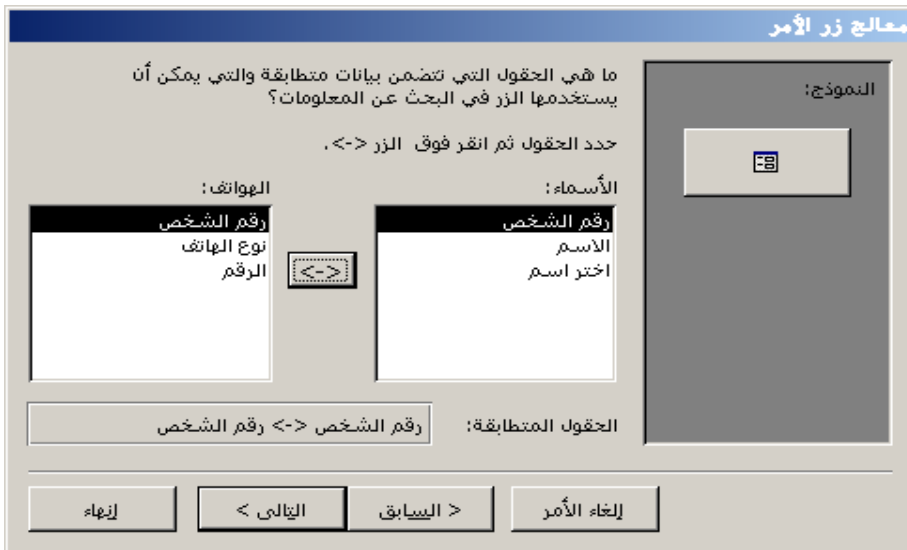 معالج زر الأمر
النموذج:
ما هي الحقول التي تتضمن بيانات متطابقة والتي يمكن أن
يستخدمها الزر في البحث عن المعلومات؟
حدد الحقول ثم انقر فوق الزر <->.
الأسماء:
رقم الشخص
الاسم
اختر اسم
<->
الهواتف:
رقم الشخص
نوع الهاتف
الرقم
الحقول المتطابقة:
رقم الشخص <-> رقم الشخص
إلغاء الأمر
< السابق
التالي >
إنهاء